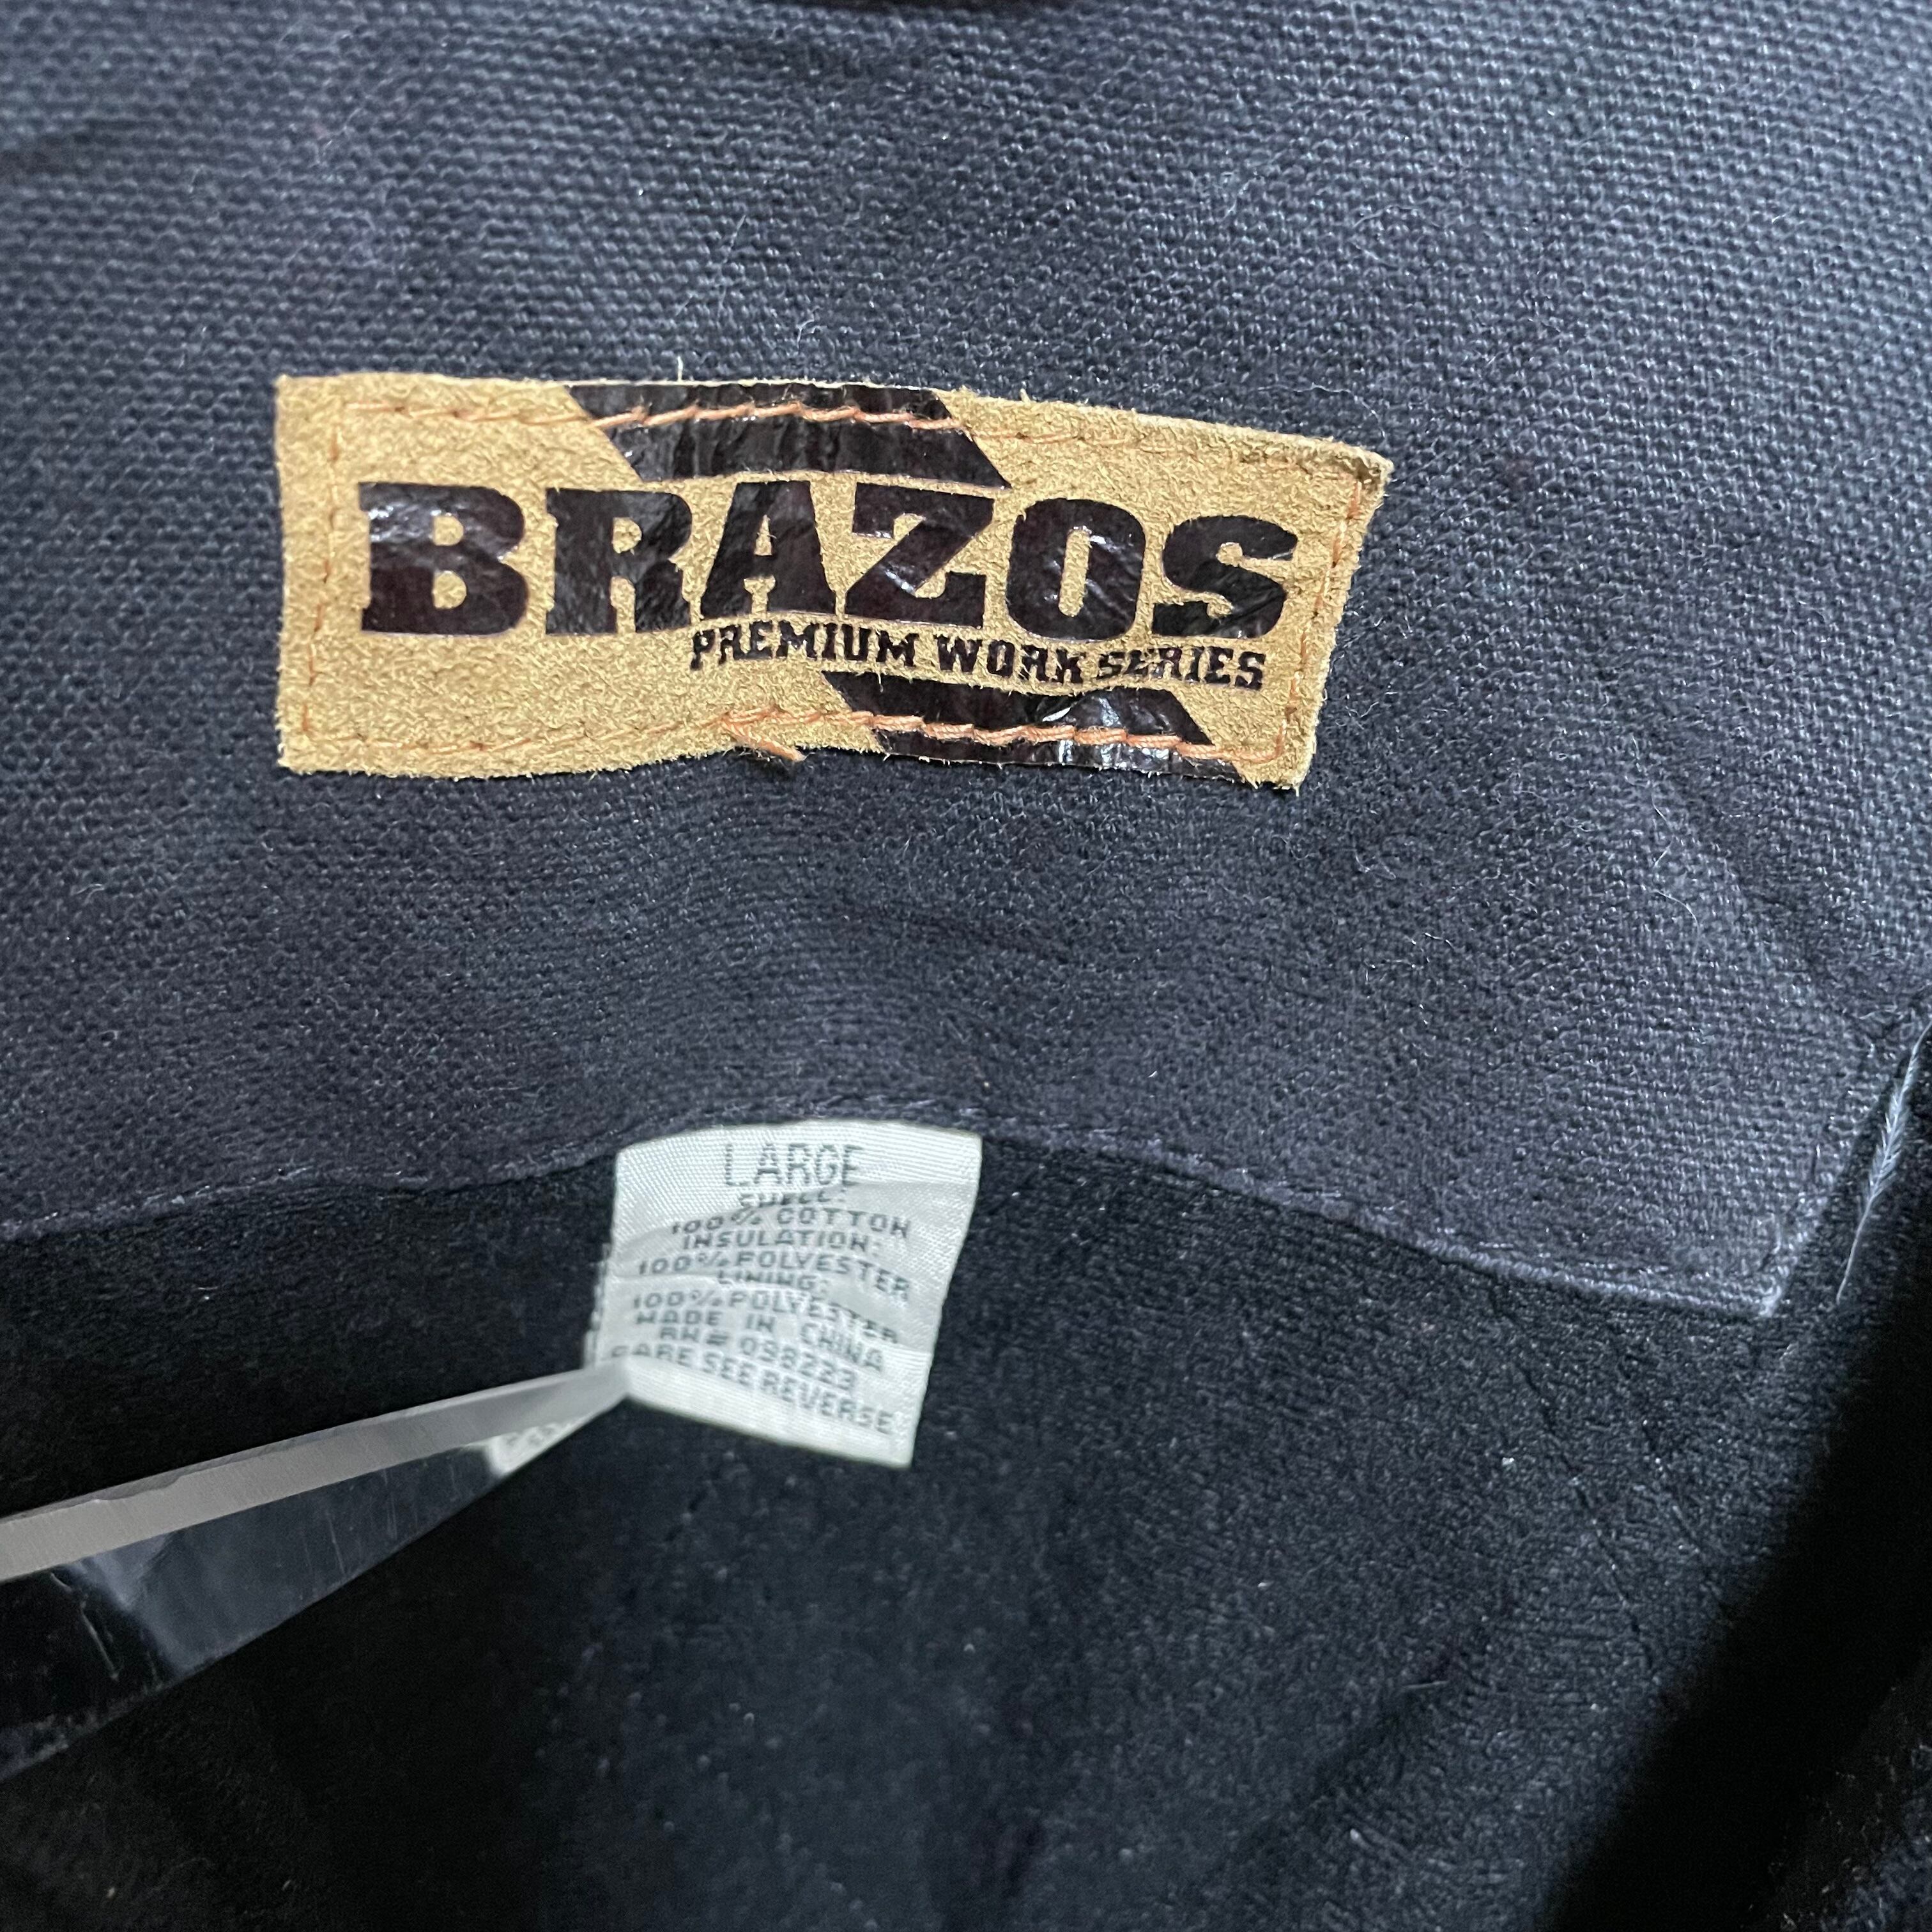 BRAZOS
PREMIUM WORK SERIES
LARGE
SHELL:
100% COTTON
INSULATION:
100% POLYESTER
LINING:
100% POLYESTER
MADE IN CHINA
RN# 098223
CARE SEE REVERSE